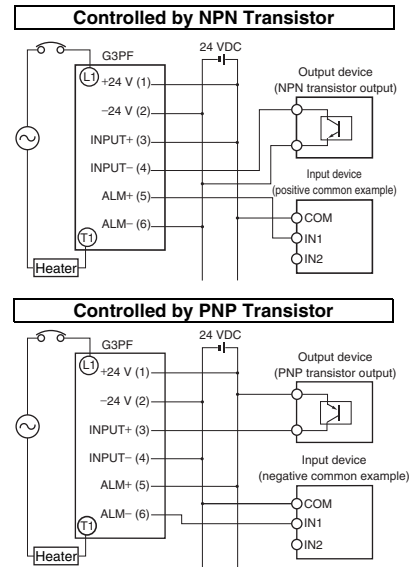 Controlled by NPN Transistor
24 VDC
G3PF
L1
+24 V (1)
−24 V (2)
INPUT+ (3)
INPUT− (4)
ALM+ (5)
ALM− (6)
T1
Heater
Output device
(NPN transistor output)
Input device
(positive common example)
COM
IN1
IN2
Controlled by PNP Transistor
24 VDC
G3PF
L1
+24 V (1)
−24 V (2)
INPUT+ (3)
INPUT− (4)
ALM+ (5)
ALM− (6)
T1
Heater
Output device
(PNP transistor output)
Input device
(negative common example)
COM
IN1
IN2